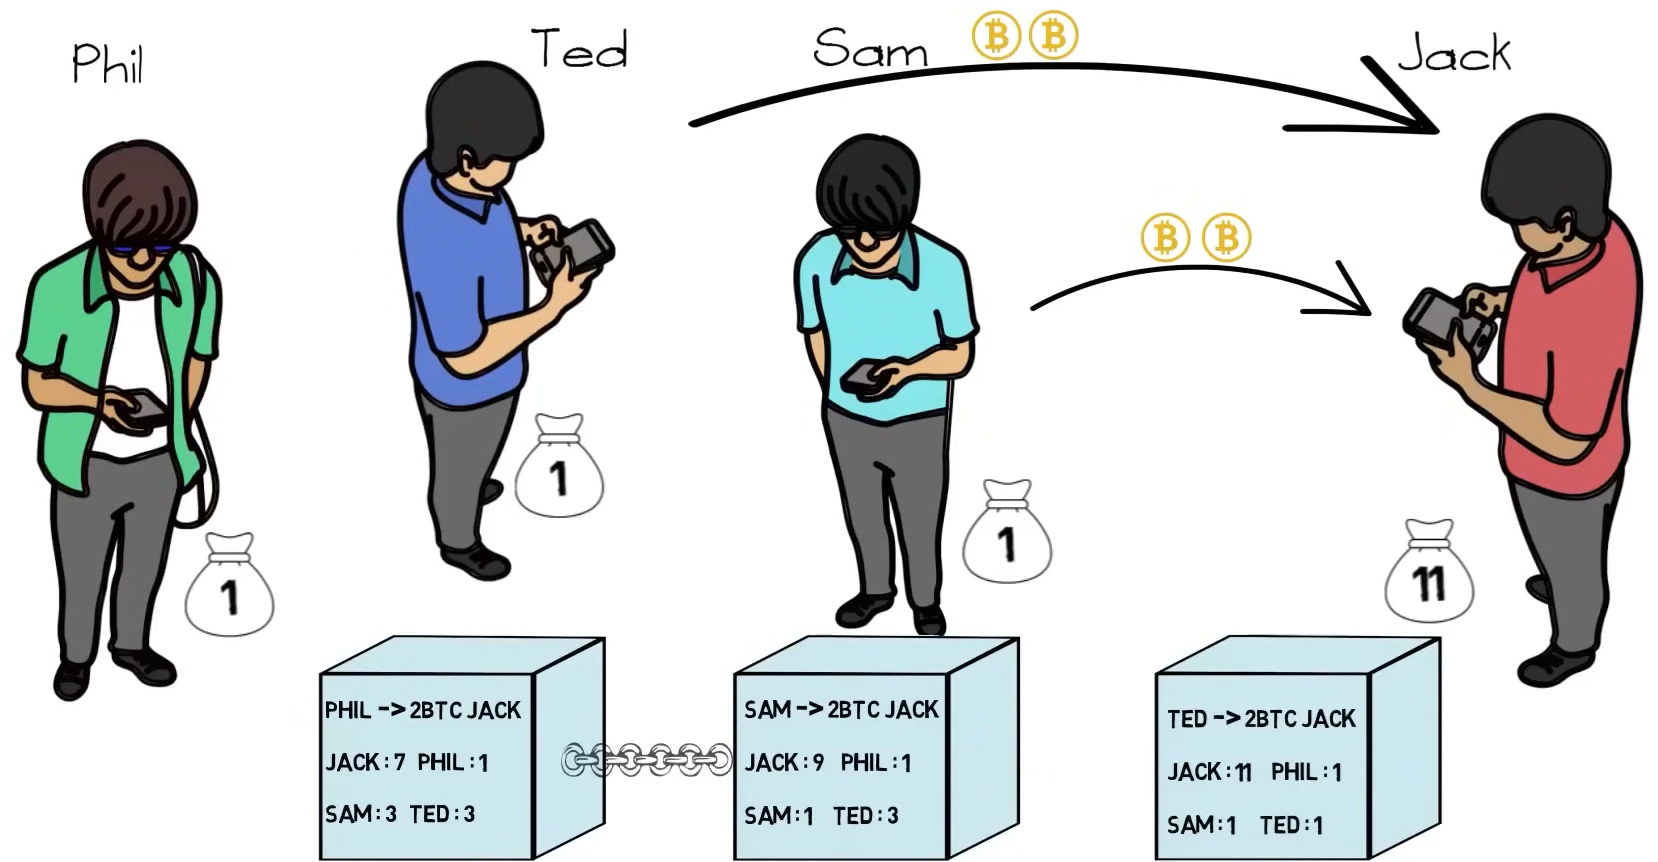 Phil
Ted
Sam
₿ ₿
Jack
₿ ₿
1
1
1
11
PHIL -> 2BTC JACK
JACK : 7 PHIL : 1
SAM : 3 TED : 3
SAM -> 2BTC JACK
JACK : 9 PHIL : 1
SAM : 1 TED : 3
TED -> 2BTC JACK
JACK : 11 PHIL : 1
SAM : 1 TED : 1